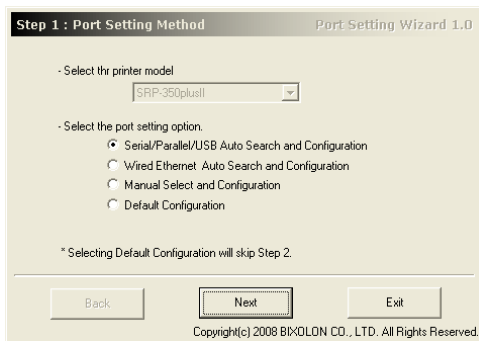 Step 1 : Port Setting Method Port Setting Wizard 1.0
- Select thr printer model
SRP-350plusII
- Select the port setting option.
Serial/Parallel/USB Auto Search and Configuration
Wired Ethernet Auto Search and Configuration
Manual Select and Configuration
Default Configuration
* Selecting Default Configuration will skip Step 2.
Back Next Exit
Copyright(c) 2008 BIXOLON CO., LTD. All Rights Reserved.